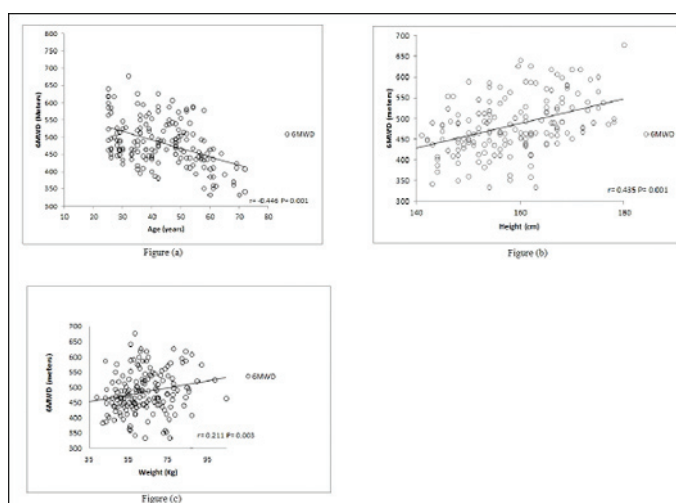 800
750
700
650
600
550
500
450
400
350
300
6MWD (Meters)
10 20 30 40 50 60 70 80
Age (years)
6MWD
r= -0.446 P= 0.001
Figure (a)
700
650
600
550
500
450
400
350
300
6MWD (meters)
140 160 180
Height (cm)
6MWD
r= 0.435 P= 0.001
Figure (b)
700
650
600
550
500
450
400
350
300
6MWD (meters)
35 55 75 95
Weight (Kg)
6MWD
r= 0.211 P= 0.003
Figure (c)